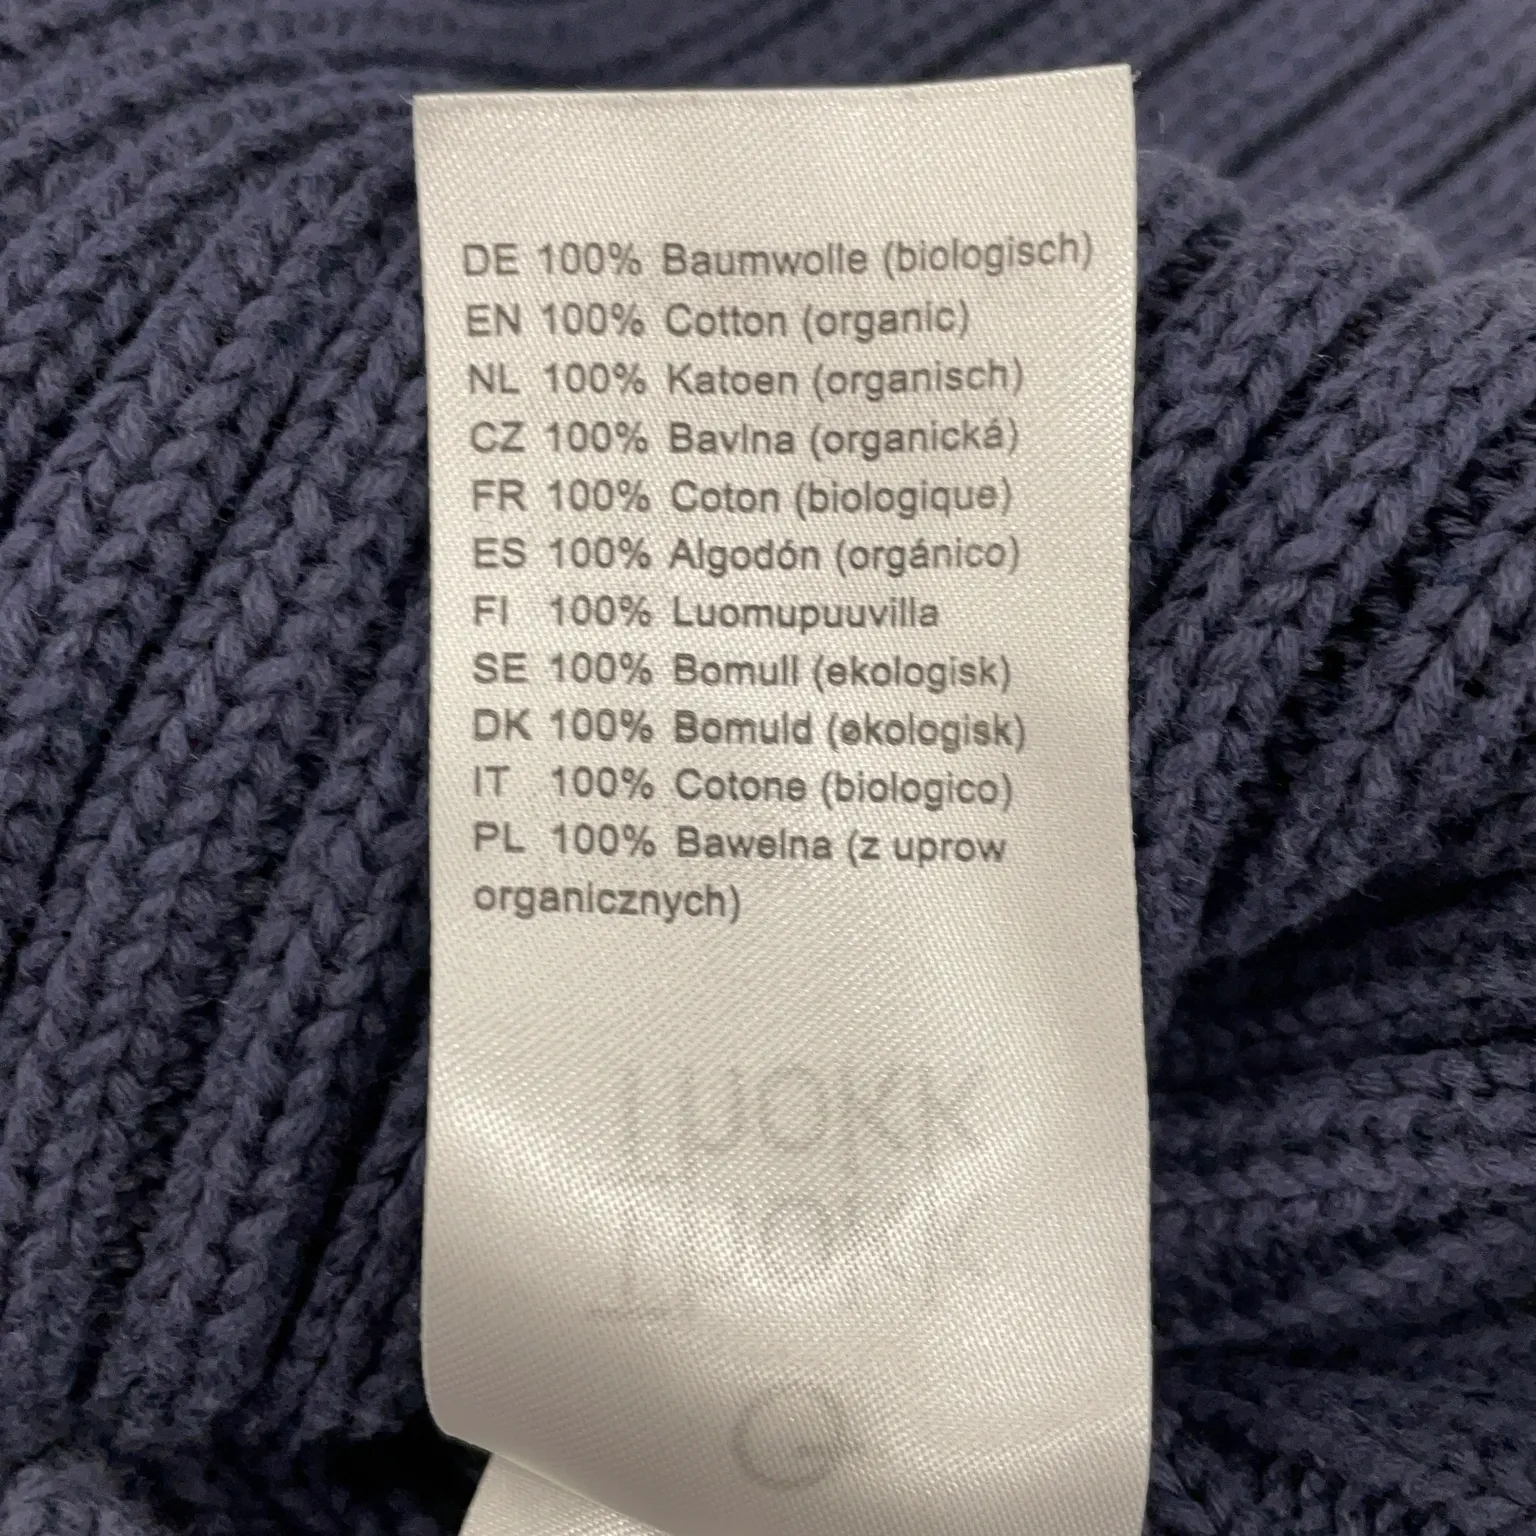 DE 100% Baumwolle (biologisch)
EN 100% Cotton (organic)
NL 100% Katoen (organisch)
CZ 100% Bavlna (organická)
FR 100% Coton (biologique)
ES 100% Algodón (orgánico)
FI 100% Luomupuuvilla
SE 100% Bomull (ekologisk)
DK 100% Bomuld (økologisk)
IT 100% Cotone (biologico)
PL 100% Bawelna (z uprow
organicznych)